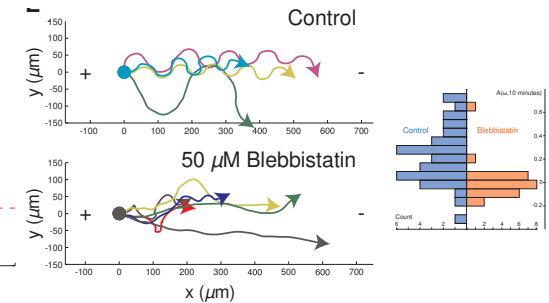 Control
150
100
50
0
-50
-100
-150
y (μm)
+
-
-100 0 100 200 300 400 500 600 700
50 μM Blebbistatin
150
100
50
0
-50
-100
-150
y (μm)
+
-
-100 0 100 200 300 400 500 600 700
x (μm)
A(ω,10 minutes)
0.6
0.4
0.2
0
-0.2
Control
Blebbistatin
Count
6 4 2 2 4 6 8